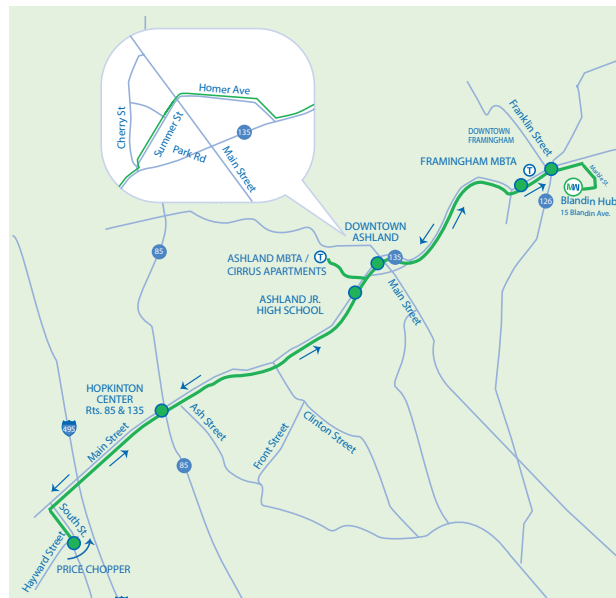 Homer Ave
Cherry St
Summer St
135
Park Rd
Main Street
Franklin Street
DOWNTOWN
FRAMINGHAM
FRAMINGHAM MBTA
T
Marble St.
MW
Blandin Hub
15 Blandin Ave.
126
DOWNTOWN
ASHLAND
135
85
ASHLAND MBTA /
CIRRUS APARTMENTS
T
Main Street
ASHLAND JR.
HIGH SCHOOL
HOPKINTON
CENTER
Rts. 85 & 135
495
Main Street
Ash Street
Front Street
Clinton Street
85
South St.
Hayward Street
PRICE CHOPPER